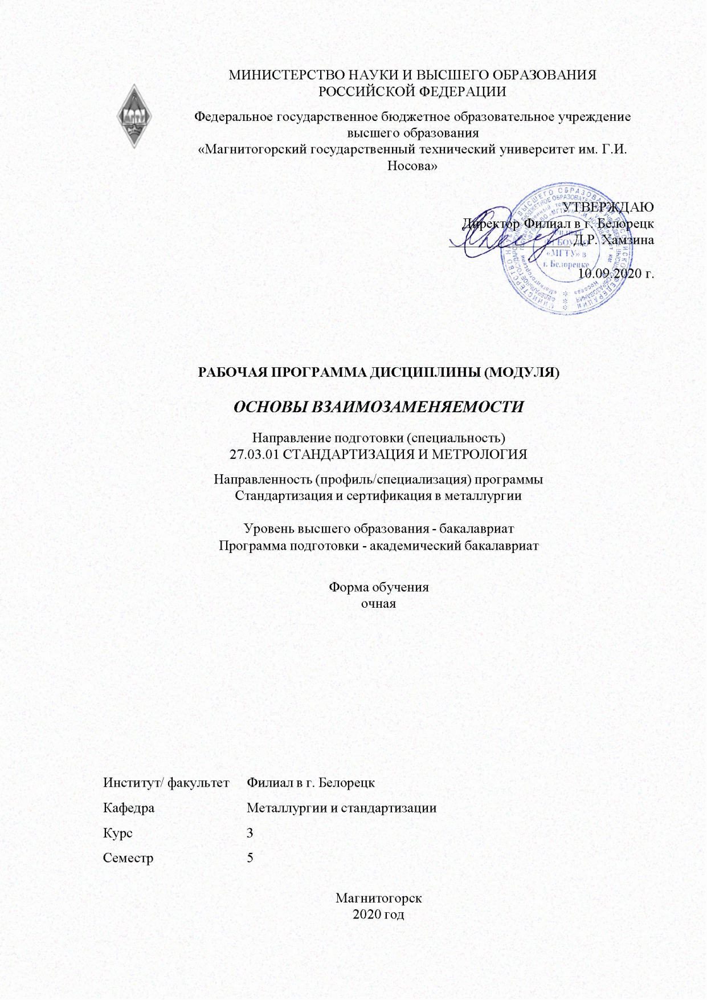 МИНИСТЕРСТВО НАУКИ И ВЫСШЕГО ОБРАЗОВАНИЯ
РОССИЙСКОЙ ФЕДЕРАЦИИ
МГТУ
Федеральное государственное бюджетное образовательное учреждение
высшего образования
«Магнитогорский государственный технический университет им. Г.И.
Носова»
УТВЕРЖДАЮ
Директор Филиал в г. Белорецк
Д.Р. Хамзина
«МГТУ» в
г. Белорецке
10.09.2020 г.
РАБОЧАЯ ПРОГРАММА ДИСЦИПЛИНЫ (МОДУЛЯ)
ОСНОВЫ ВЗАИМОЗАМЕНЯЕМОСТИ
Направление подготовки (специальность)
27.03.01 СТАНДАРТИЗАЦИЯ И МЕТРОЛОГИЯ
Направленность (профиль/специализация) программы
Стандартизация и сертификация в металлургии
Уровень высшего образования - бакалавриат
Программа подготовки - академический бакалавриат
Форма обучения
очная
Институт/ факультет Филиал в г. Белорецк
Кафедра Металлургии и стандартизации
Курс 3
Семестр 5
Магнитогорск
2020 год